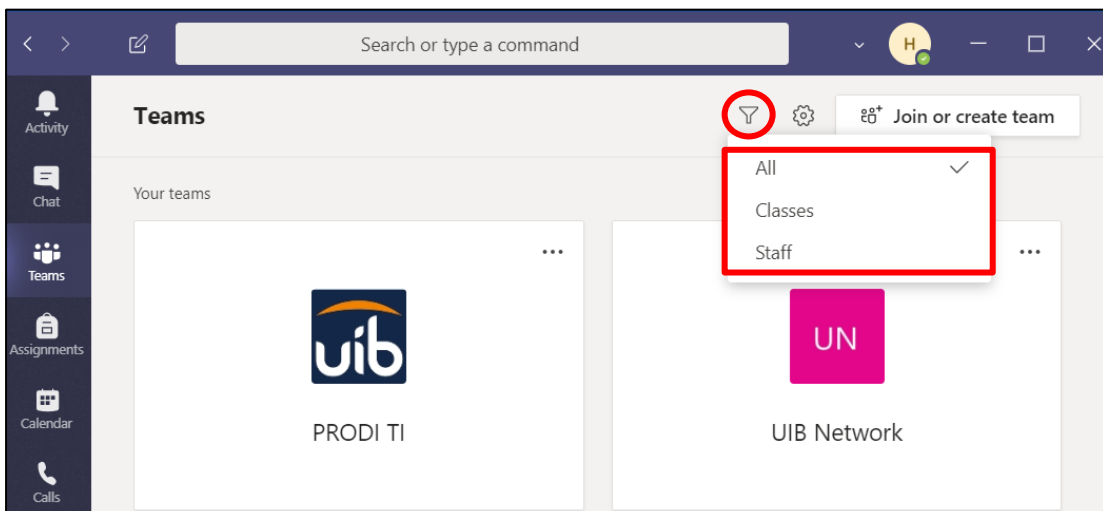 Search or type a command
H
Activity
Chat
Teams
Assignments
Calendar
Calls
Teams
Join or create team
All
Classes
Staff
Your teams
uib
PRODI TI
UN
UIB Network